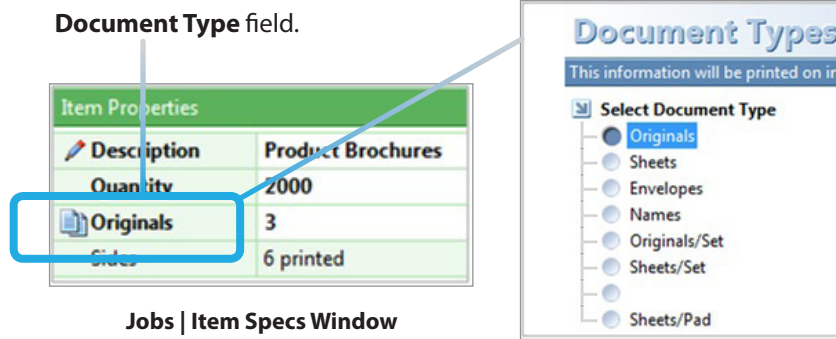 Document Type field.
Item Properties
Description Product Brochures
Quantity 2000
Originals 3
Sides 6 printed
Jobs | Item Specs Window
Document Types
This information will be printed on
Select Document Type
Originals
Sheets
Envelopes
Names
Originals/Set
Sheets/Set
Sheets/Pad